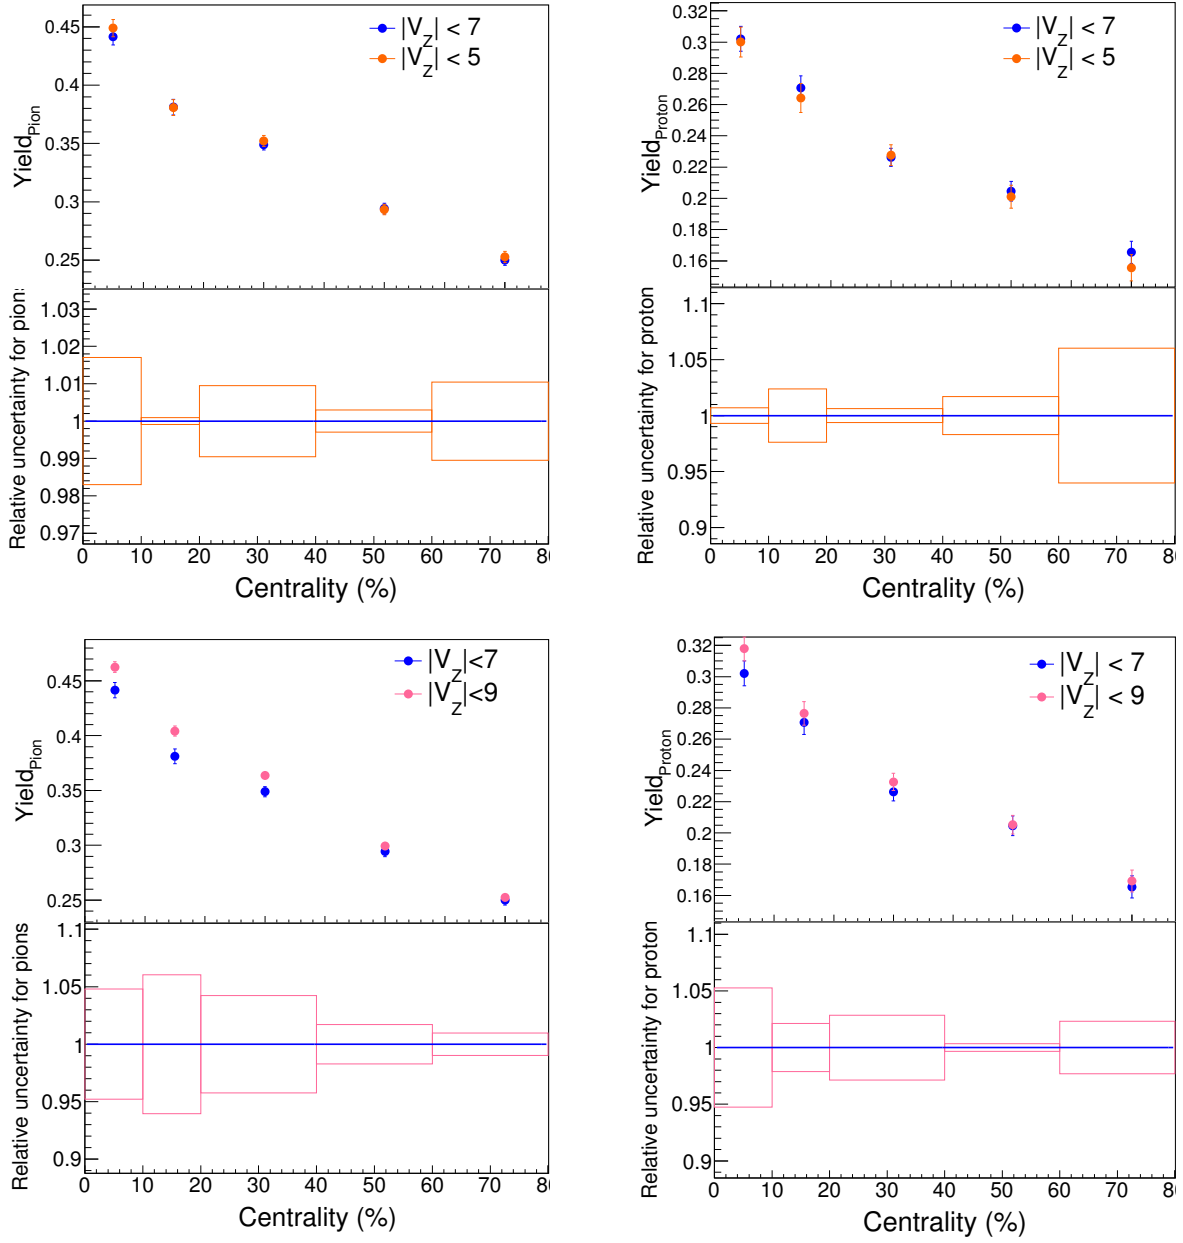 |V_Z| < 7
|V_Z| < 5
0.45
0.4
0.35
0.3
0.25
Yield_Pion
1.03
1.02
1.01
1
0.99
0.98
0.97
Relative uncertainty for pions
0 10 20 30 40 50 60 70 80
Centrality (%)
|V_Z| < 7
|V_Z| < 5
0.32
0.3
0.28
0.26
0.24
0.22
0.2
0.18
0.16
Yield_Proton
1.1
1.05
1
0.95
0.9
Relative uncertainty for proton
0 10 20 30 40 50 60 70 8
Centrality (%)
|V_Z|<7
|V_Z|<9
0.45
0.4
0.35
0.3
0.25
Yield_Pion
1.1
1.05
1
0.95
0.9
Relative uncertainty for pions
0 10 20 30 40 50 60 70 80
Centrality (%)
|V_Z| < 7
|V_Z| < 9
0.32
0.3
0.28
0.26
0.24
0.22
0.2
0.18
0.16
Yield_Proton
1.1
1.05
1
0.95
0.9
Relative uncertainty for proton
0 10 20 30 40 50 60 70 8
Centrality (%)